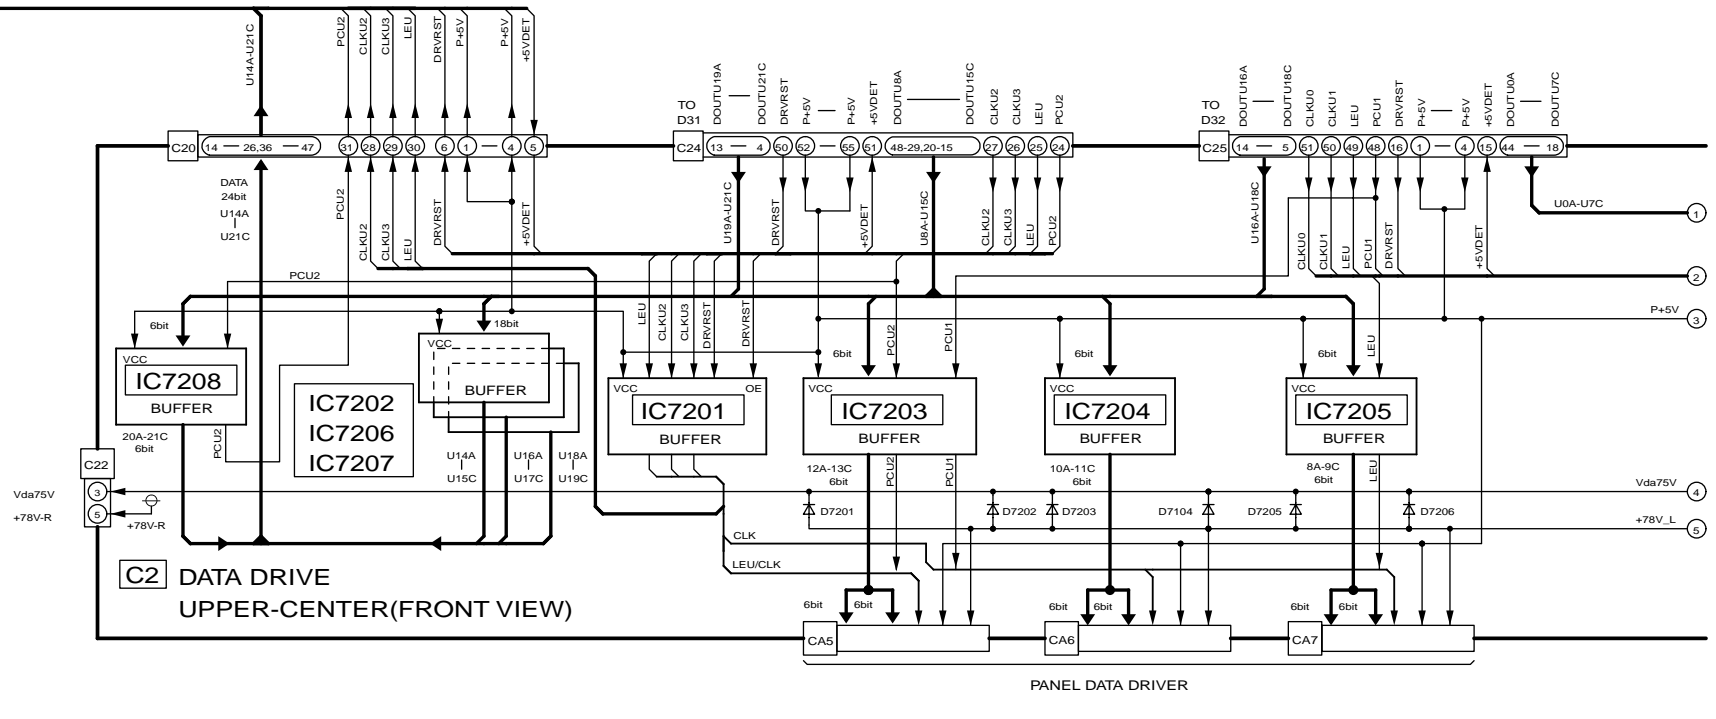 U14A-U21C
PCU2
CLKU2
CLKU3
LEU
DRVRST
P+5V
P+5V
+5VDET
C20
14 — 26,36 — 47
31
28
29
30
6
1
—
4
5
DATA
24bit
U14A
U21C
PCU2
CLKU2
CLKU3
LEU
DRVRST
+5VDET
TO
D31
DOUTU19A
DOUTU21C
DRVRST
P+5V
P+5V
+5VDET
DOUTU8A
DOUTU15C
CLKU2
CLKU3
LEU
PCU2
C24
13 — 4
50
52
—
55
51
48-29,20-15
27
26
25
24
U19A-U21C
DRVRST
+5VDET
U8A-U15C
CLKU2
CLKU3
LEU
PCU2
TO
D32
DOUTU16A
DOUTU18C
CLKU0
CLKU1
LEU
PCU1
DRVRST
P+5V
P+5V
+5VDET
DOUTU0A
DOUTU7C
C25
14 — 5
51
50
49
48
16
1
—
4
15
44 — 18
U16A-U18C
CLKU0
CLKU1
LEU
PCU1
DRVRST
+5VDET
U0A-U7C
1
2
P+5V
3
PCU2
6bit
VCC
IC7208
BUFFER
20A-21C
6bit
PCU2
18bit
VCC
BUFFER
IC7202
IC7206
IC7207
U14A
U15C
U16A
U17C
U18A
U19C
LEU
CLKU2
CLKU3
DRVRST
DRVRST
VCC
OE
IC7201
BUFFER
6bit
PCU2
PCU1
VCC
IC7203
BUFFER
12A-13C
6bit
PCU2
PCU1
6bit
VCC
IC7204
BUFFER
10A-11C
6bit
6bit
LEU
VCC
IC7205
BUFFER
8A-9C
6bit
LEU
C22
Vda75V
3
+78V-R
5
+78V-R
D7201
D7202
D7203
D7104
D7205
D7206
Vda75V
4
+78V_L
5
CLK
LEU/CLK
C2
DATA DRIVE
UPPER-CENTER(FRONT VIEW)
6bit
6bit
CA5
6bit
6bit
CA6
6bit
6bit
CA7
PANEL DATA DRIVER